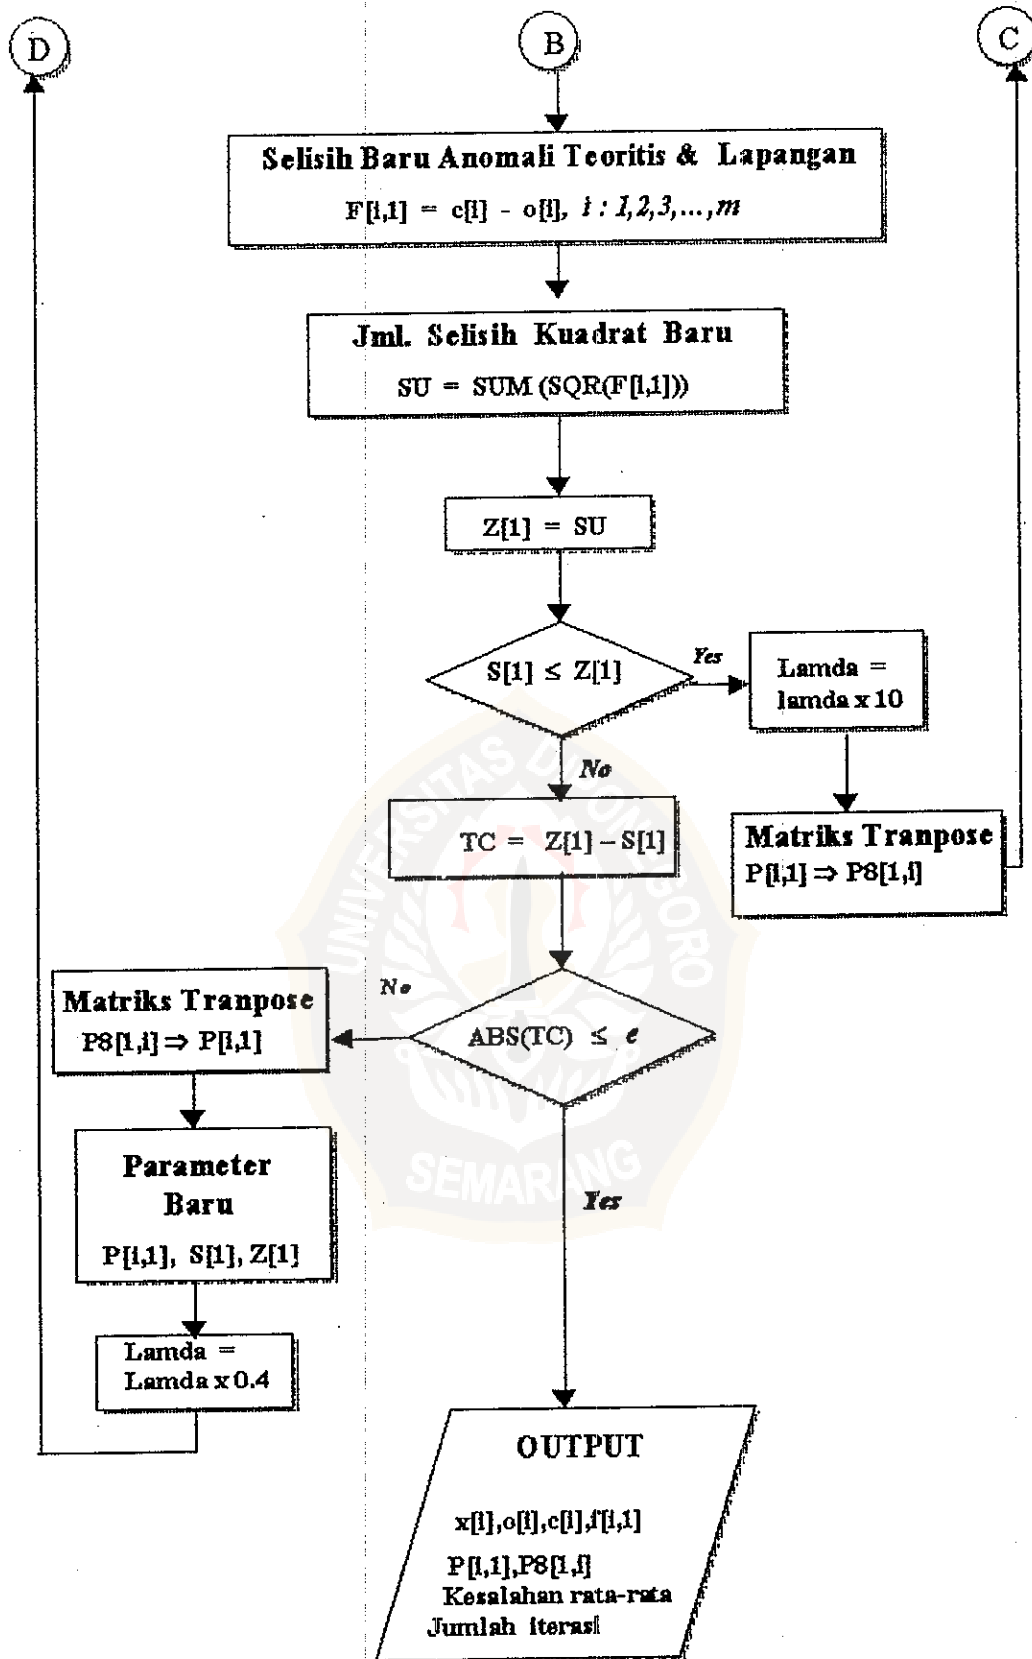 D
B
C
Selisih Baru Anomali Teoritis & Lapangan
F[i,1] = c[i] - o[i], i : 1,2,3,...,m
Jml. Selisih Kuadrat Baru
SU = SUM (SQR(F[i,1]))
Z[1] = SU
S[1] ≤ Z[1]
Yes
Lamda =
lamda x 10
No
TC = Z[1] – S[1]
Matriks Tranpose
P[i,1] ⇒ P8[1,i]
ABS(TC) ≤ e
No
Matriks Tranpose
P8[1,i] ⇒ P[i,1]
Parameter
Baru
P[i,1], S[1], Z[1]
Lamda =
Lamda x 0.4
Yes
OUTPUT
x[i],o[i],c[i],f[i,1]
P[i,1],P8[1,i]
Kesalahan rata-rata
Jumlah iterasi
UNIVERSITAS DIPONEGORO
SEMARANG